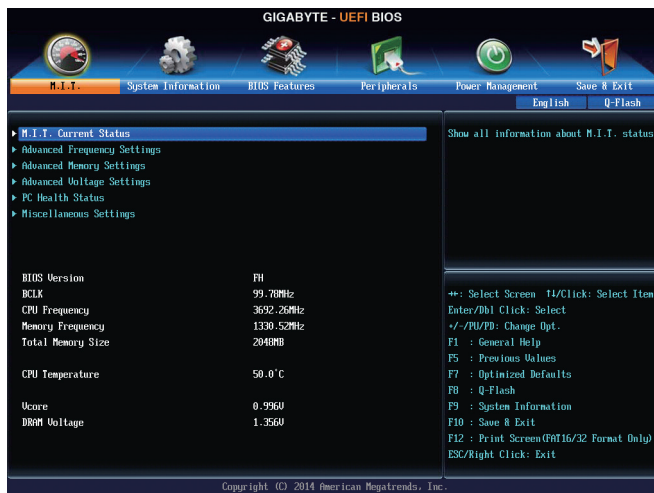 GIGABYTE - UEFI BIOS
M.I.T. System Information BIOS Features Peripherals Power Management Save & Exit
English Q-Flash
M.I.T. Current Status
Advanced Frequency Settings
Advanced Memory Settings
Advanced Voltage Settings
PC Health Status
Miscellaneous Settings
Show all information about M.I.T. status
BIOS Version FH
BCLK 99.78MHz
CPU Frequency 3692.26MHz
Memory Frequency 1330.52MHz
Total Memory Size 2048MB
CPU Temperature 50.0°C
Vcore 0.996V
DRAM Voltage 1.356V
→←: Select Screen ↑↓/Click: Select Item
Enter/Dbl Click: Select
+/-/PU/PD: Change Opt.
F1 : General Help
F5 : Previous Values
F7 : Optimized Defaults
F8 : Q-Flash
F9 : System Information
F10 : Save & Exit
F12 : Print Screen(FAT16/32 Format Only)
ESC/Right Click: Exit
Copyright (C) 2014 American Megatrends, Inc.